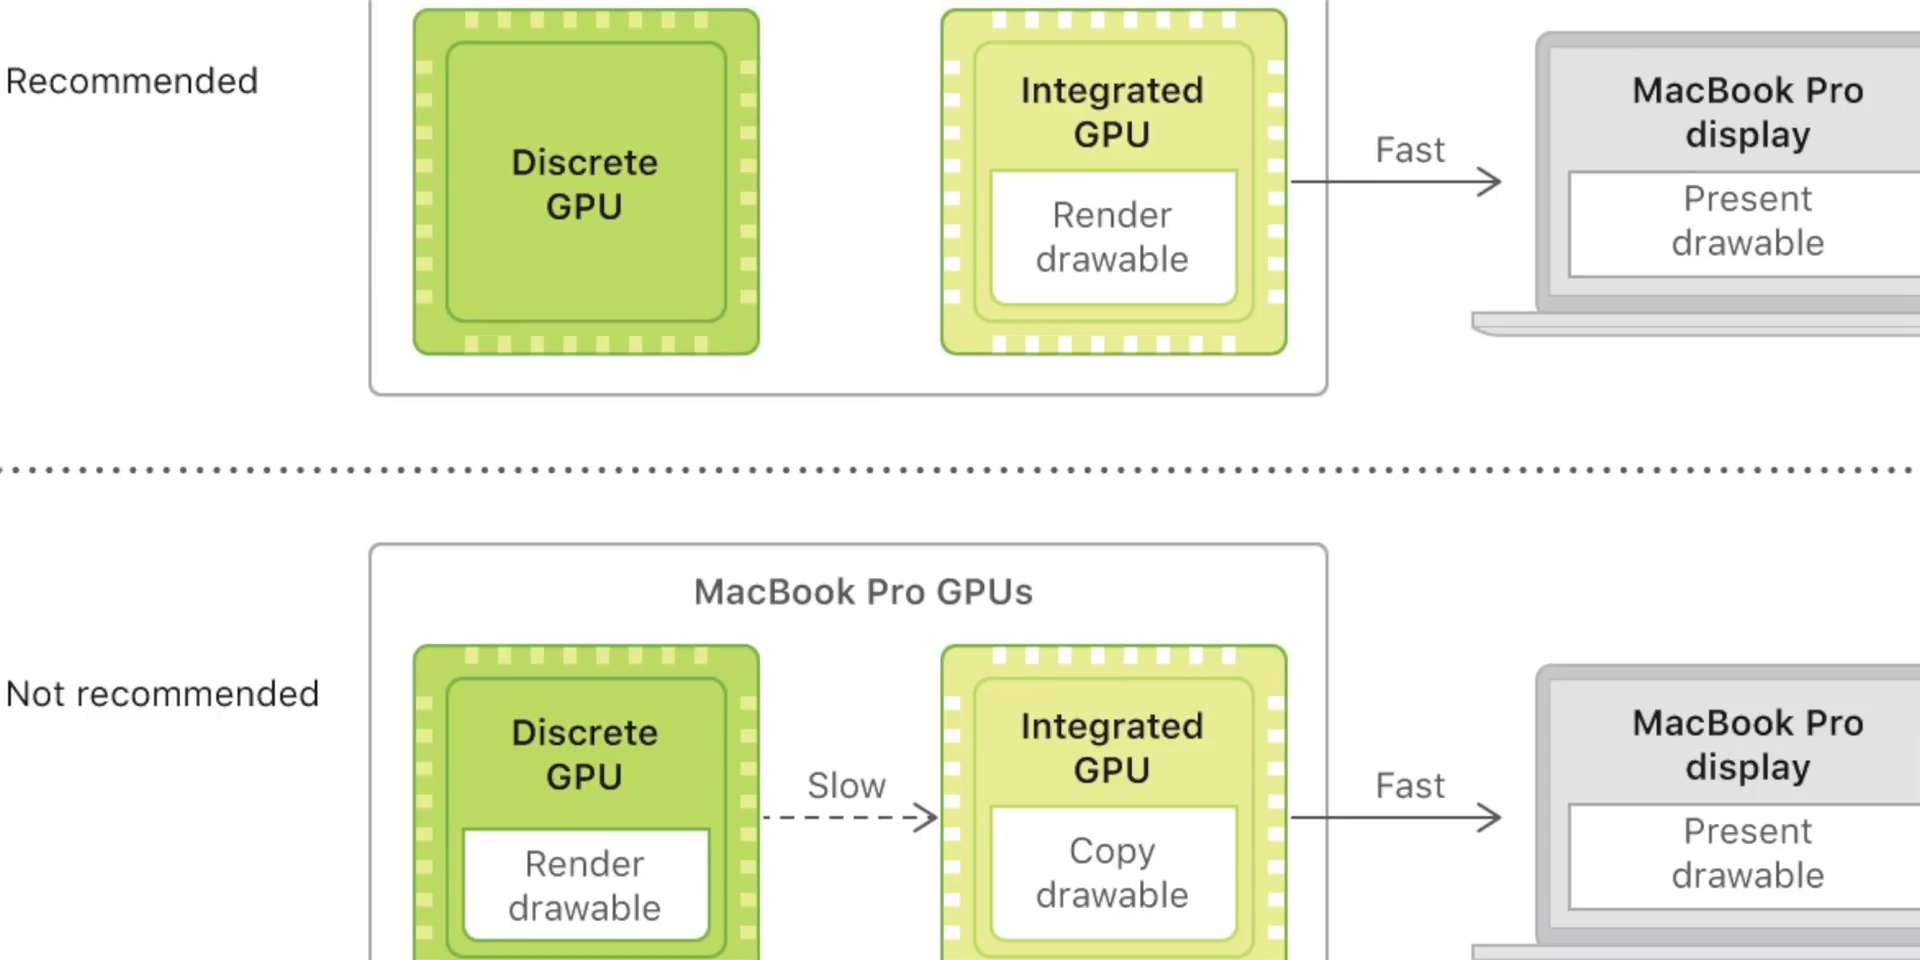 Recommended
Discrete
GPU
Integrated
GPU
Render
drawable
Fast
MacBook Pro
display
Present
drawable
MacBook Pro GPUs
Not recommended
Discrete
GPU
Render
drawable
Slow
Integrated
GPU
Copy
drawable
Fast
MacBook Pro
display
Present
drawable